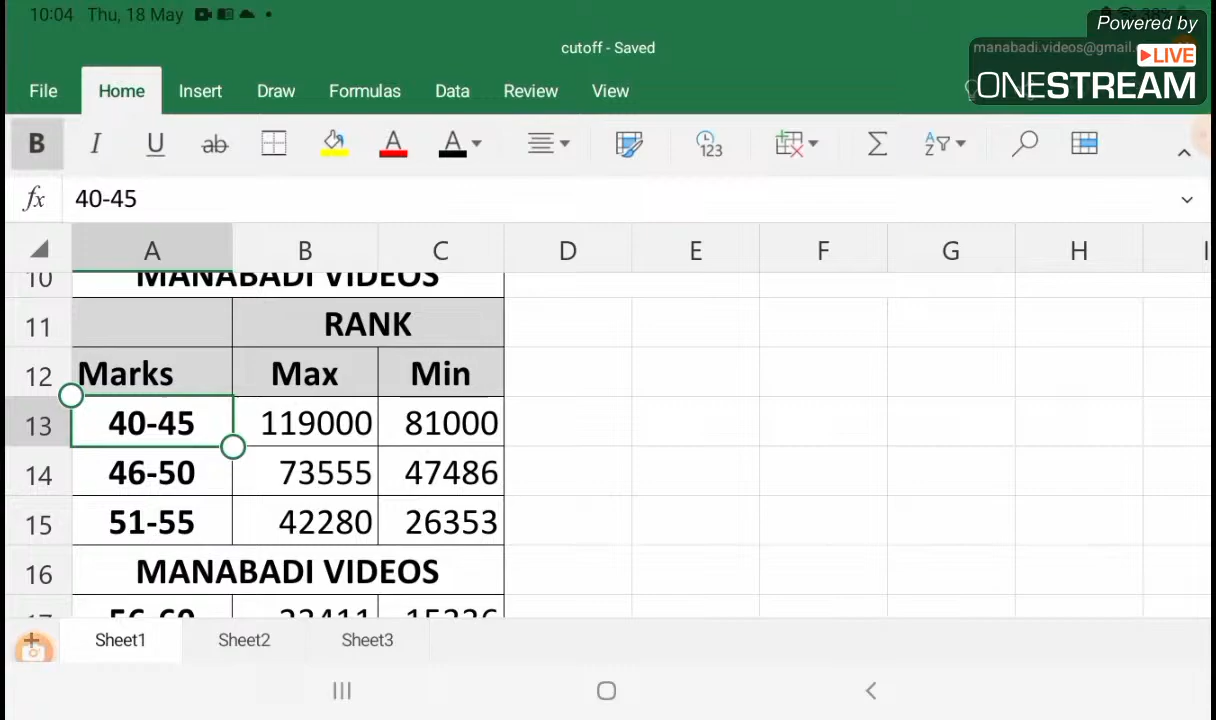 10:04 Thu, 18 May
Powered by
LIVE
ONESTREAM
cutoff - Saved
manabadi.videos@gmail.
File Home Insert Draw Formulas Data Review View
B I U ab A A 123 Σ A Z
fx 40-45
A B C D E F G H I
10 MANABADI VIDEOS
11 RANK
12 Marks Max Min
13 40-45 119000 81000
14 46-50 73555 47486
15 51-55 42280 26353
16 MANABADI VIDEOS
Sheet1 Sheet2 Sheet3